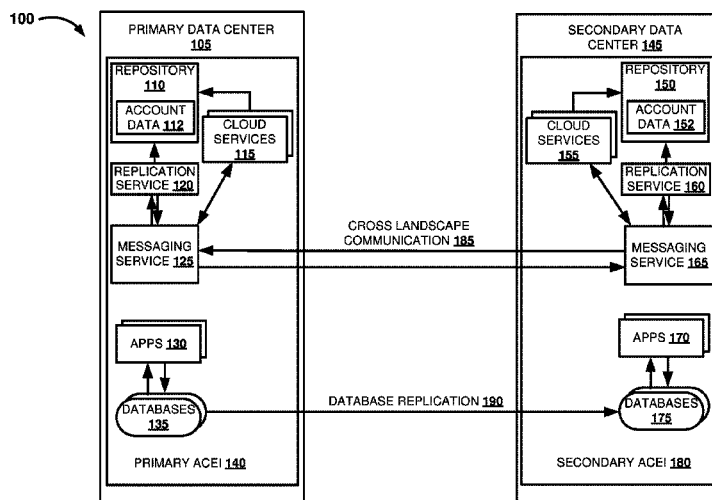 100
PRIMARY DATA CENTER
105
REPOSITORY
110
ACCOUNT
DATA 112
CLOUD
SERVICES
115
REPLICATION
SERVICE 120
MESSAGING
SERVICE 125
APPS 130
DATABASES
135
PRIMARY ACEI 140
CROSS LANDSCAPE
COMMUNICATION 185
DATABASE REPLICATION 190
SECONDARY DATA
CENTER 145
REPOSITORY
150
ACCOUNT
DATA 152
CLOUD
SERVICES
155
REPLICATION
SERVICE 160
MESSAGING
SERVICE 165
APPS 170
DATABASES
175
SECONDARY ACEI 180